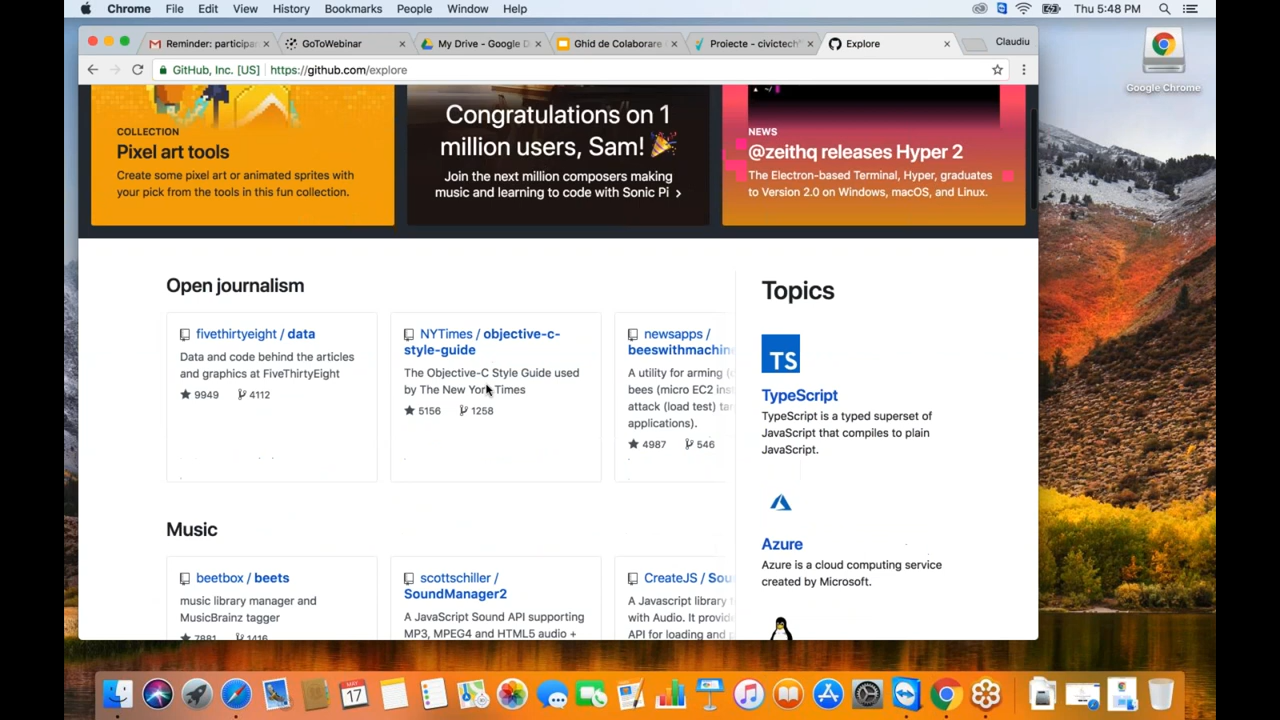 Chrome File Edit View History Bookmarks People Window Help Thu 5:48 PM
Reminder: particip
GoToWebinar
My Drive - Google D
Ghid de Colaborare
Proiecte - civictech
Explore
Claudiu
GitHub, Inc. [US] https://github.com/explore
Google Chrome
COLLECTION
Pixel art tools
Create some pixel art or animated sprites with
your pick from the tools in this fun collection.
Congratulations on 1
million users, Sam! 🎉
Join the next million composers making
music and learning to code with Sonic Pi
NEWS
@zeithq releases Hyper 2
The Electron-based Terminal, Hyper, graduates
to Version 2.0 on Windows, macOS, and Linux.
Open journalism
fivethirtyeight / data
Data and code behind the articles
and graphics at FiveThirtyEight
9949 4112
NYTimes / objective-c-
style-guide
The Objective-C Style Guide used
by The New York Times
5156 1258
newsapps /
beeswithmachin
A utility for arming (
bees (micro EC2 ins
attack (load test) tar
applications).
4987 546
Music
beetbox / beets
music library manager and
MusicBrainz tagger
7881 1416
scottschiller /
SoundManager2
A JavaScript Sound API supporting
MP3, MPEG4 and HTML5 audio +
CreateJS / Sou
A Javascript library
with Audio. It provide
API for loading and p
Topics
TS
TypeScript
TypeScript is a typed superset of
JavaScript that compiles to plain
JavaScript.
Azure
Azure is a cloud computing service
created by Microsoft.
17